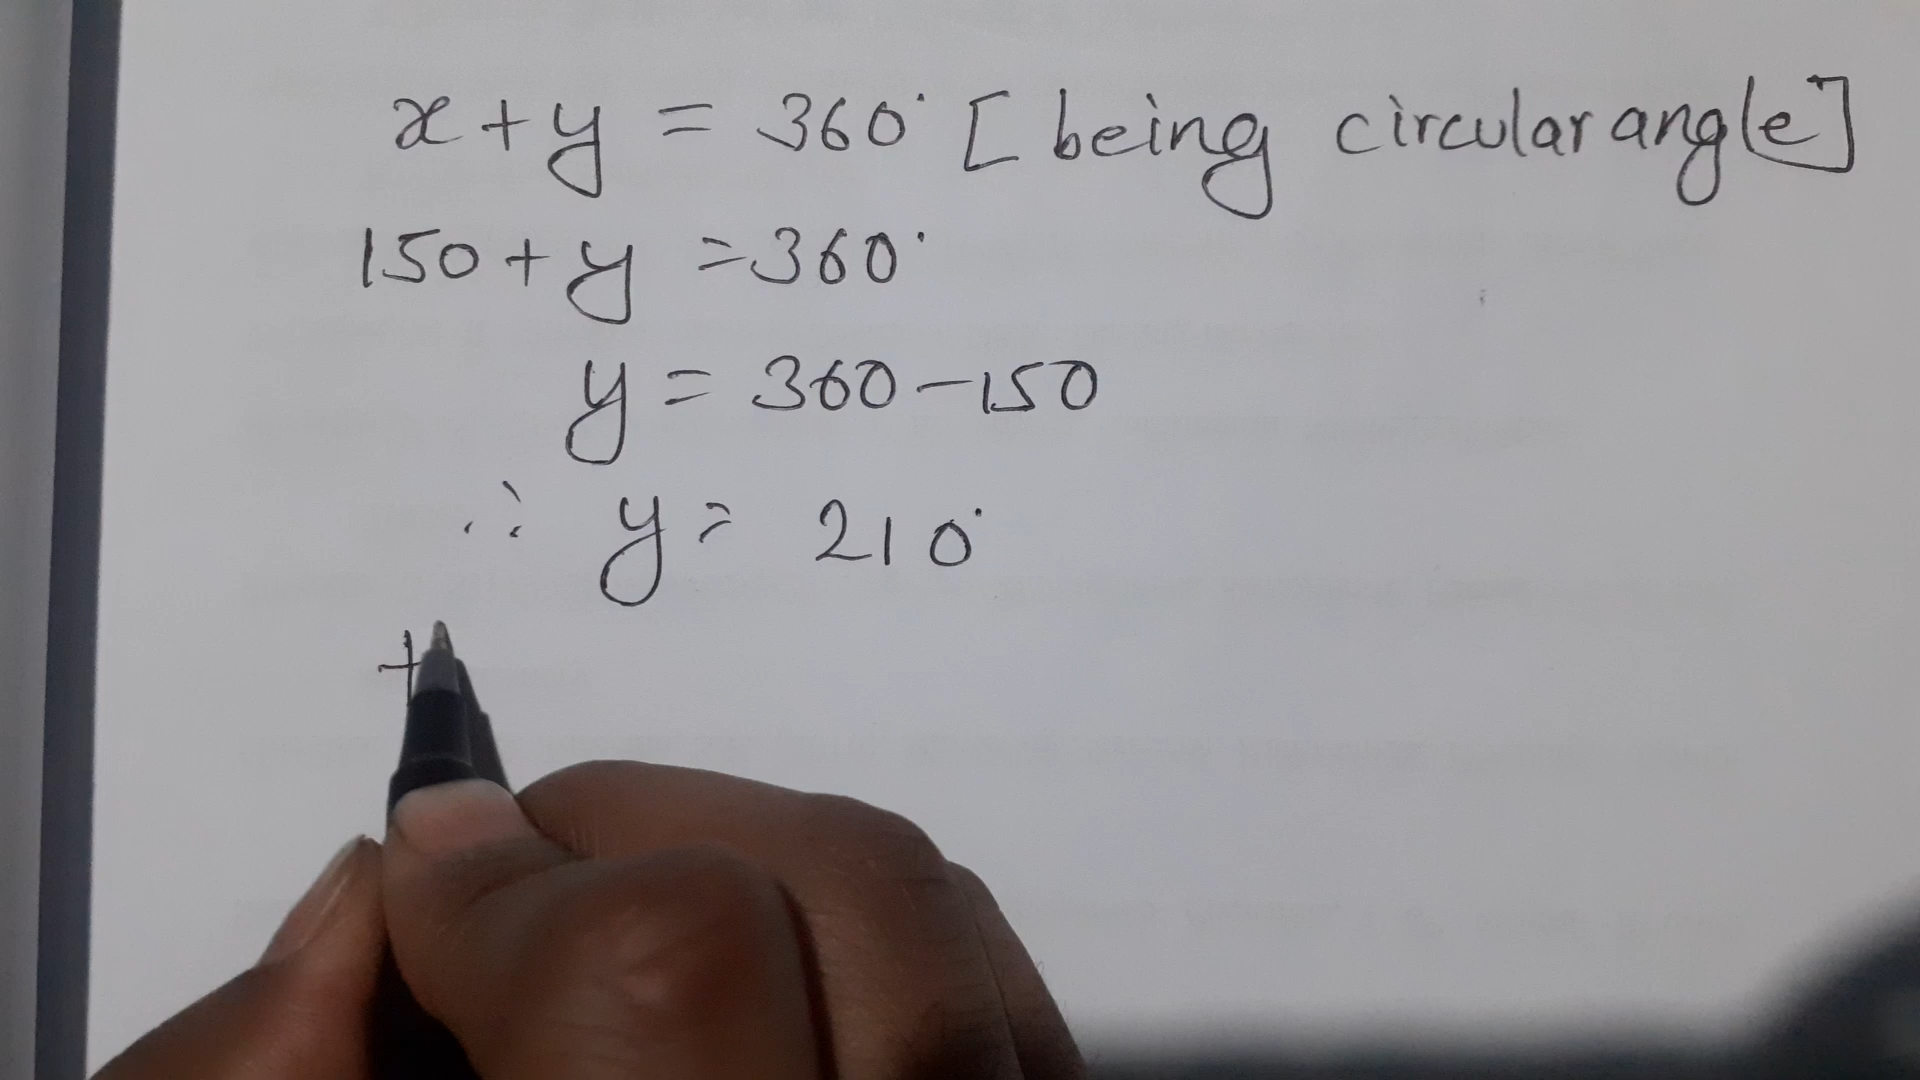 x + y = 360° [being circular angle]
150 + y = 360°
y = 360 - 150
∴ y = 210°